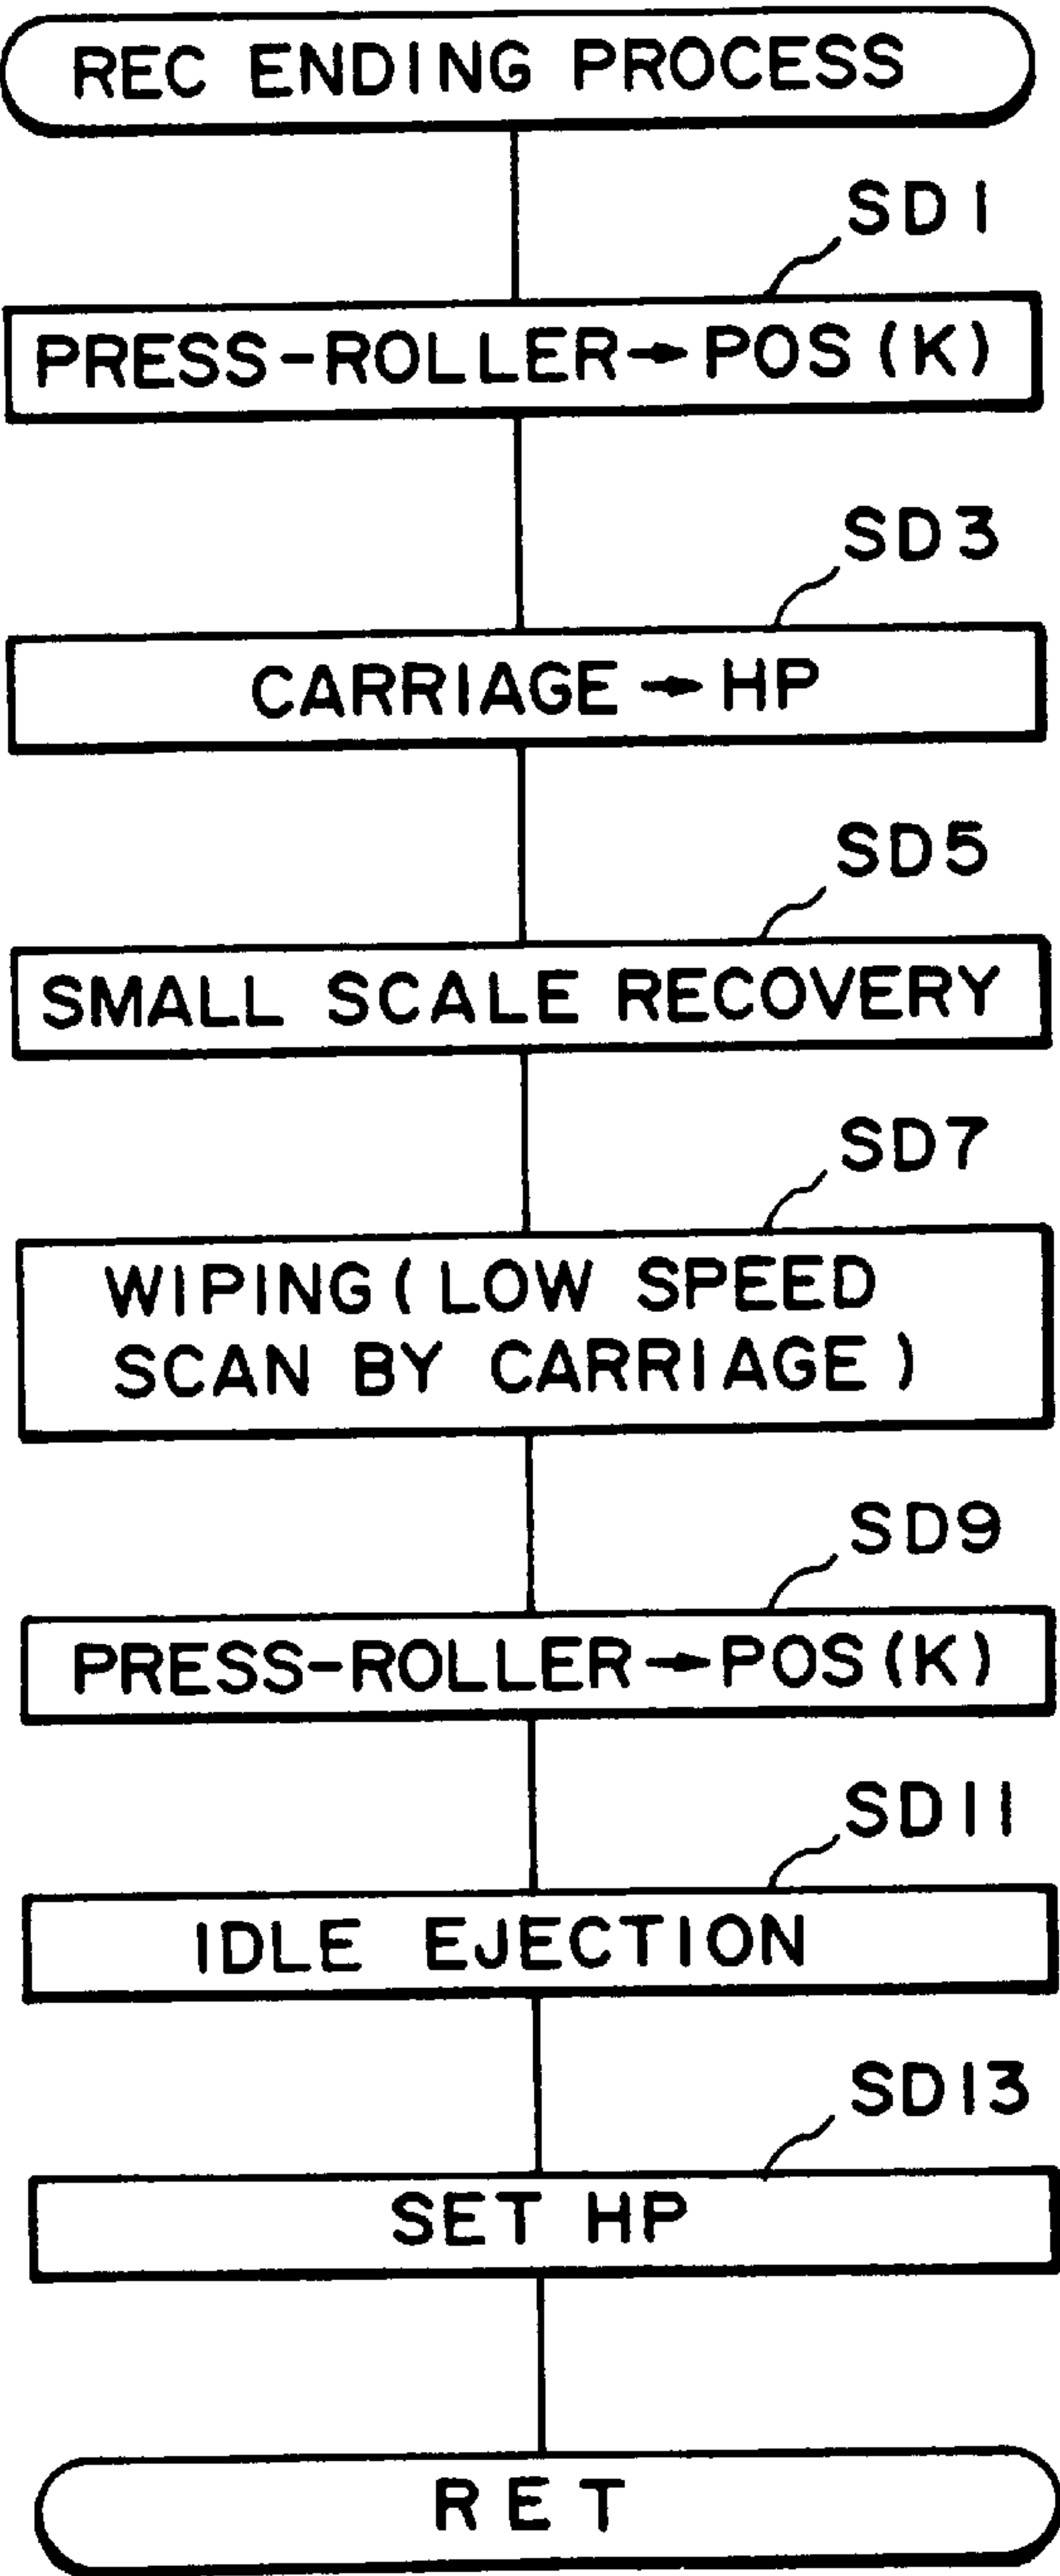 REC ENDING PROCESS
SD1
PRESS-ROLLER→POS(K)
SD3
CARRIAGE→HP
SD5
SMALL SCALE RECOVERY
SD7
WIPING(LOW SPEED
SCAN BY CARRIAGE)
SD9
PRESS-ROLLER→POS(K)
SD11
IDLE EJECTION
SD13
SET HP
RET